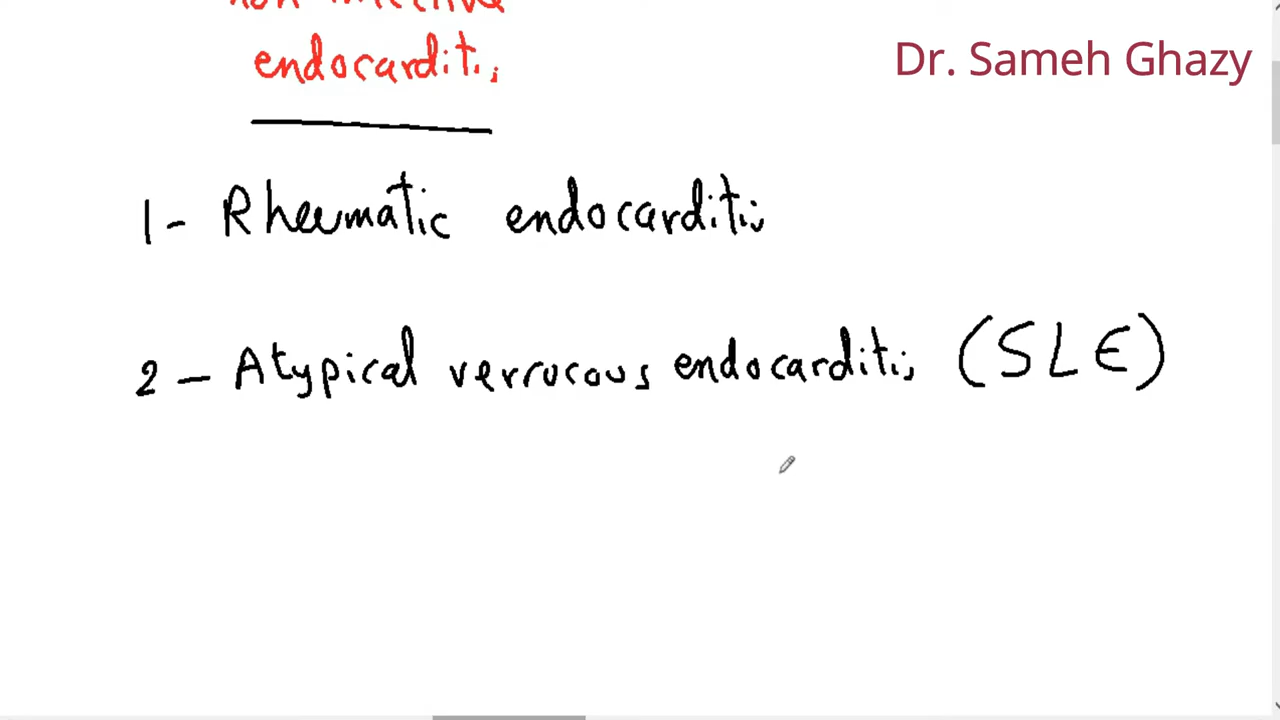 endocarditis
Dr. Sameh Ghazy
1- Rheumatic endocarditis
2- Atypical verrucous endocarditis (SLE)